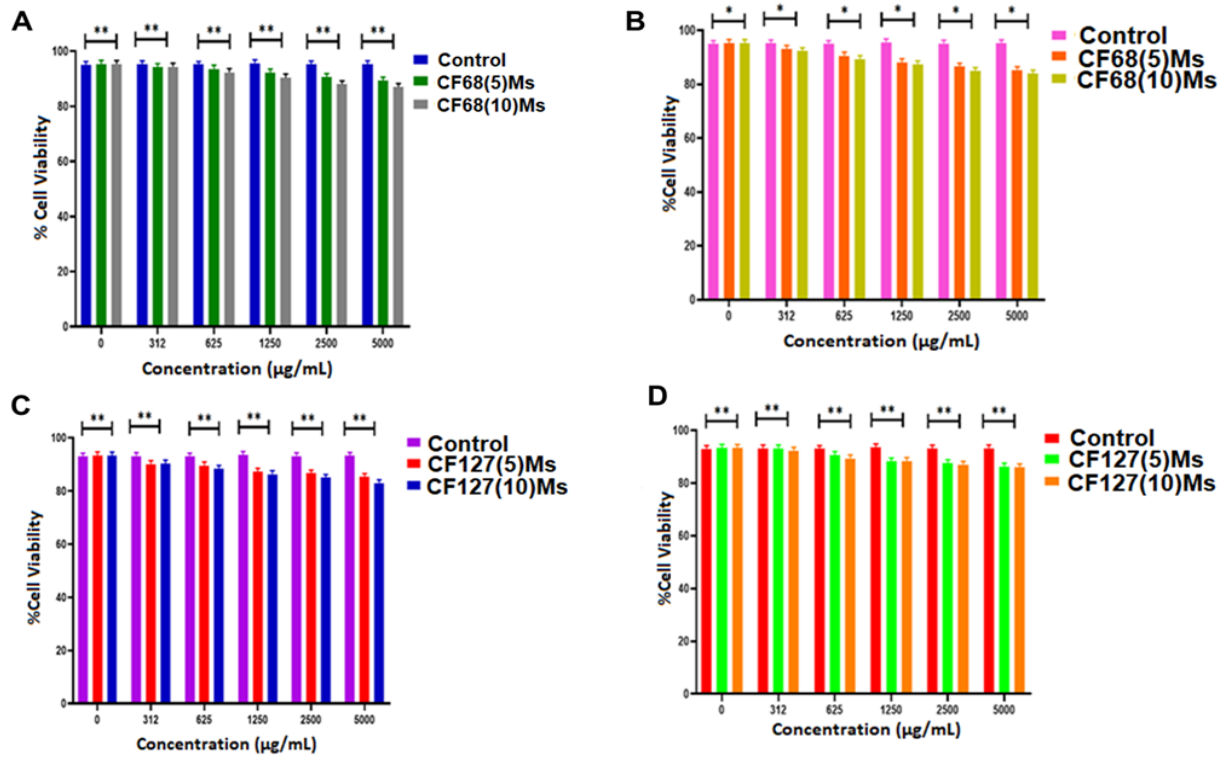 A
** ** ** ** ** **
100
80
60
40
20
0
% Cell Viability
0 312 625 1250 2500 5000
Concentration (µg/mL)
Control
CF68(5)Ms
CF68(10)Ms
B
* * * * * *
100
80
60
40
20
0
%Cell Viability
0 312 625 1250 2500 5000
Concentration (µg/mL)
Control
CF68(5)Ms
CF68(10)Ms
C
** ** ** ** ** **
100
80
60
40
20
0
%Cell Viability
0 312 625 1250 2500 5000
Concentration (µg/mL)
Control
CF127(5)Ms
CF127(10)Ms
D
** ** ** ** ** **
100
80
60
40
20
0
%Cell Viability
0 312 625 1250 2500 5000
Concentration (µg/mL)
Control
CF127(5)Ms
CF127(10)Ms